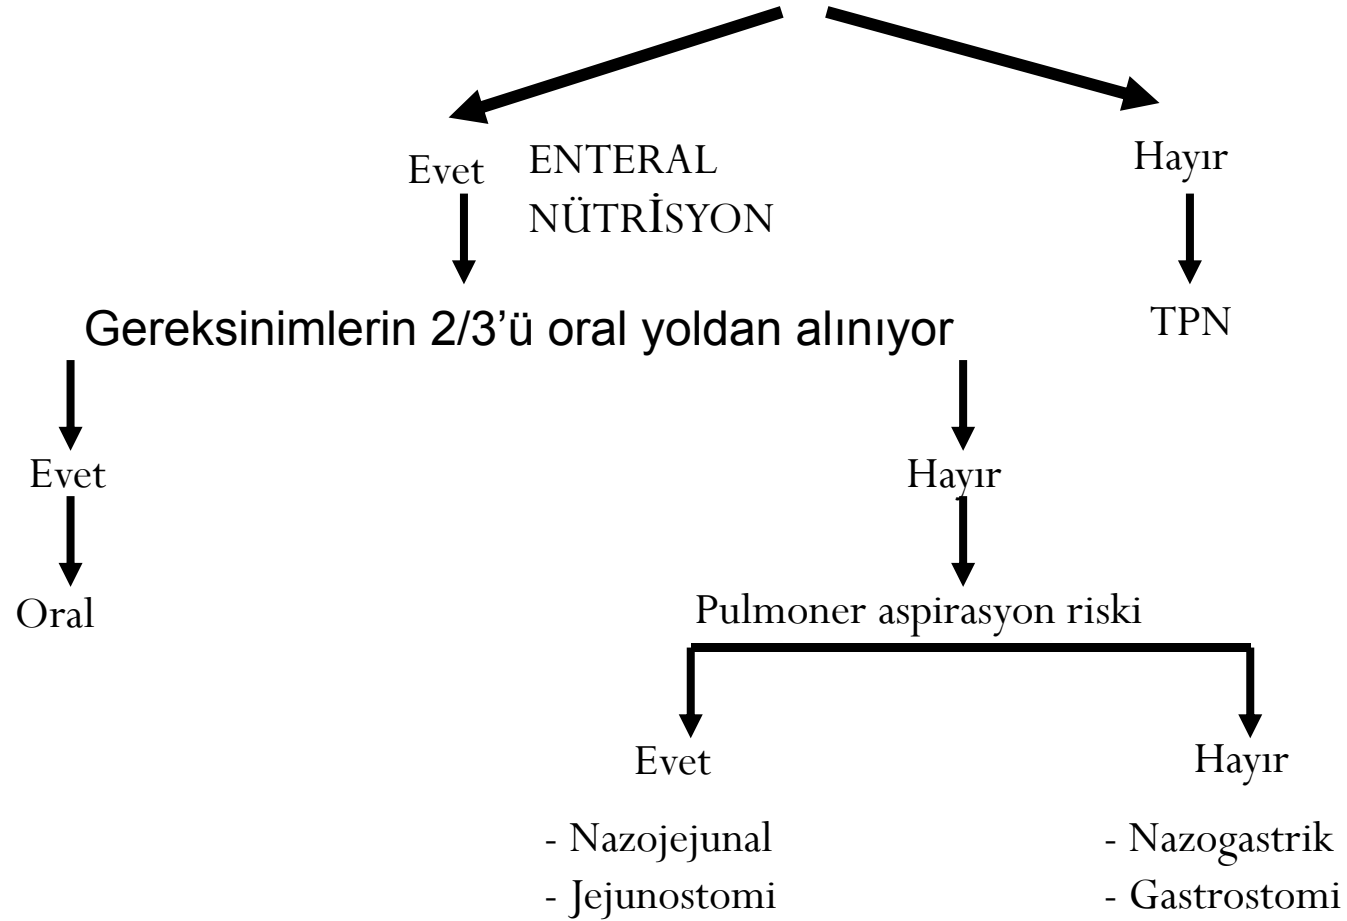 Evet
ENTERAL
NÜTRİSYON
Hayır
Gereksinimlerin 2/3’ü oral yoldan alınıyor
TPN
Evet
Hayır
Oral
Pulmoner aspirasyon riski
Evet
Hayır
- Nazojejunal
- Jejunostomi
- Nazogastrik
- Gastrostomi